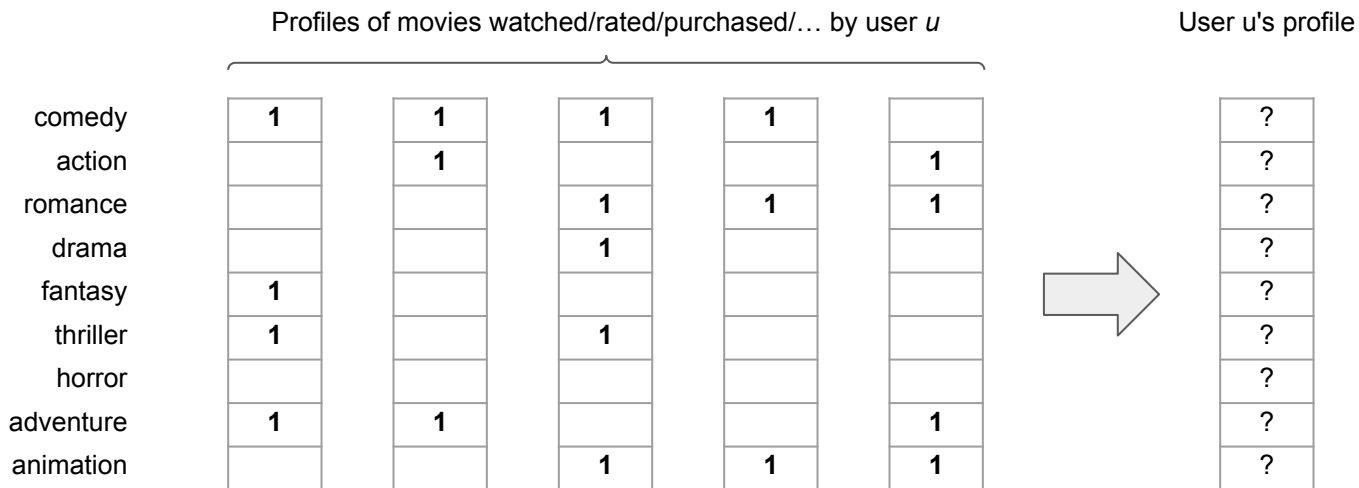 Profiles of movies watched/rated/purchased/… by user u User u's profile
comedy 1 1 1 1 ?
action 1 1 ?
romance 1 1 1 ?
drama 1 ?
fantasy 1 ?
thriller 1 1 ?
horror ?
adventure 1 1 1 ?
animation 1 1 1 ?